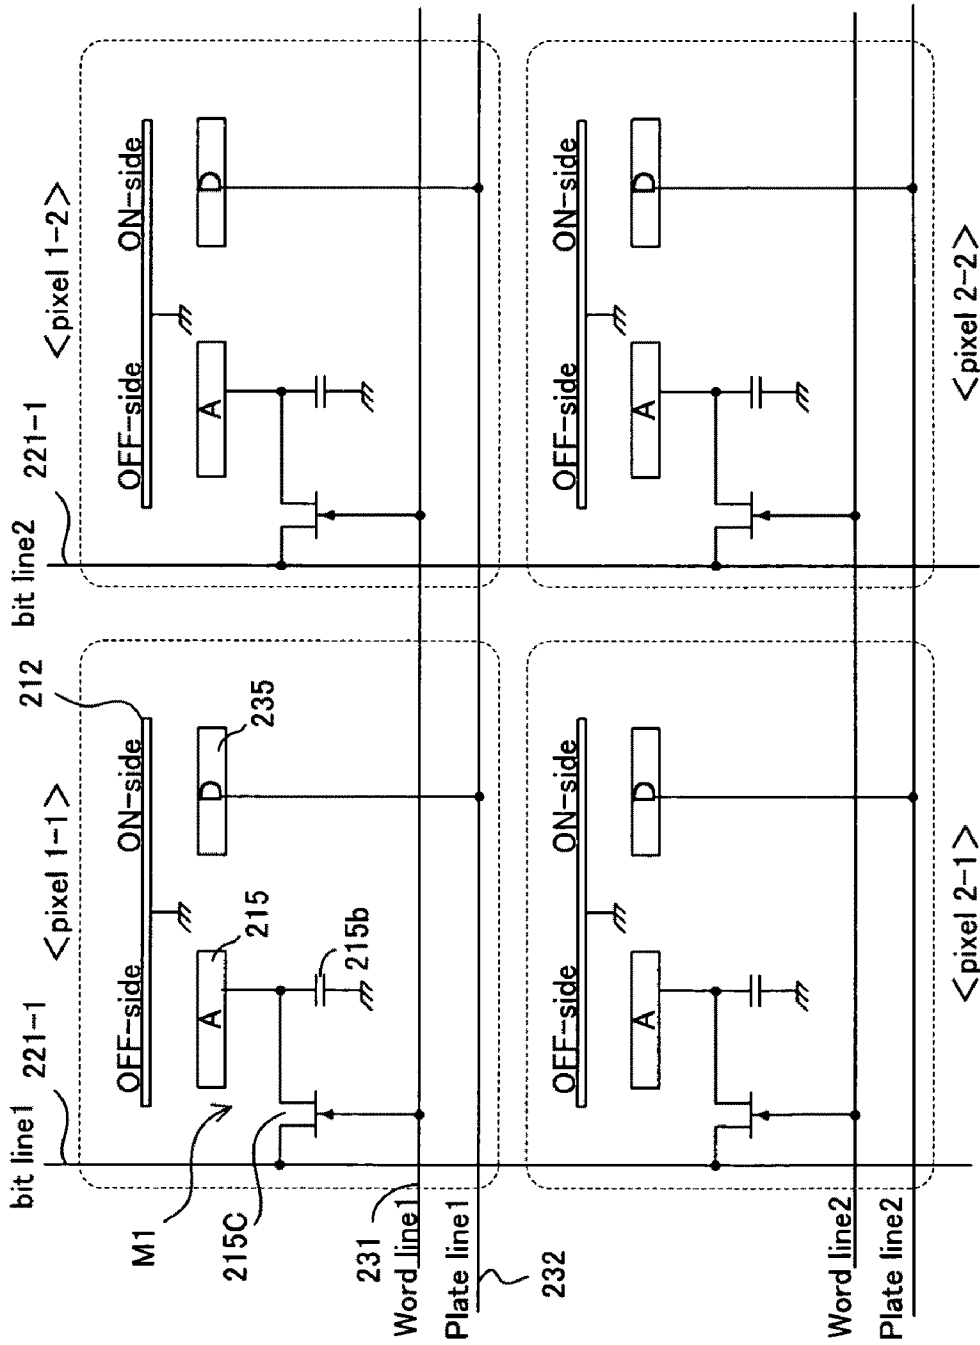 bit line1
221-1
<pixel 1-1>
212
bit line2
221-1
<pixel 1-2>
OFF-side
ON-side
OFF-side
ON-side
A
215
D
235
A
D
M1
215C
215b
231
Word line1
Plate line1
232
OFF-side
ON-side
OFF-side
ON-side
A
D
A
D
Word line2
Plate line2
<pixel 2-1>
<pixel 2-2>